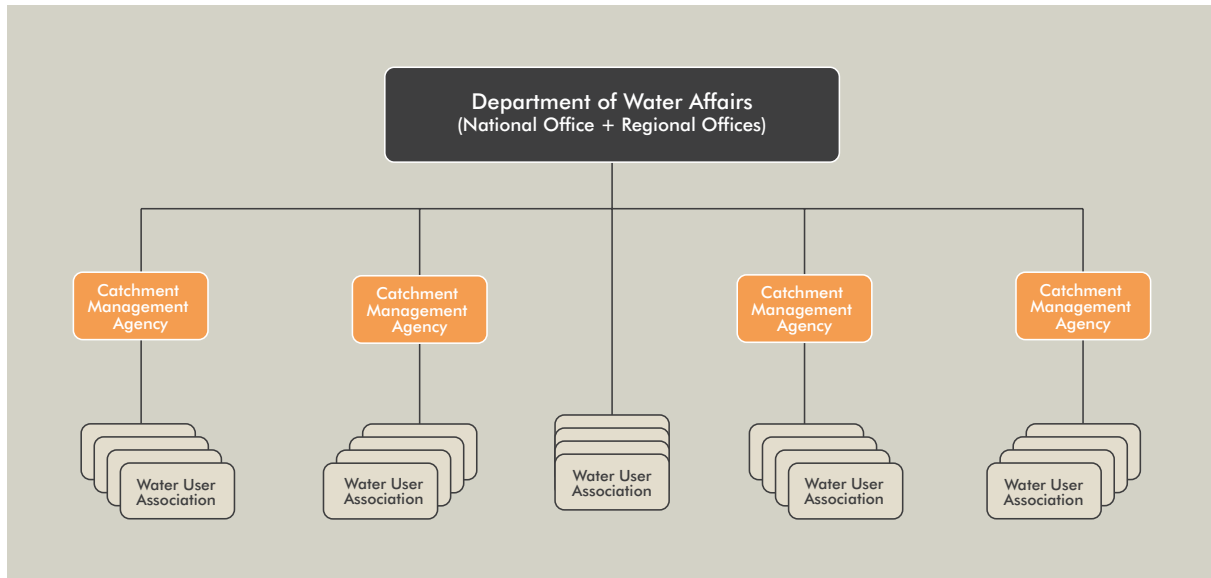 Department of Water Affairs
(National Office + Regional Offices)
Catchment
Management
Agency
Catchment
Management
Agency
Catchment
Management
Agency
Catchment
Management
Agency
Water User
Association
Water User
Association
Water User
Association
Water User
Association
Water User
Association